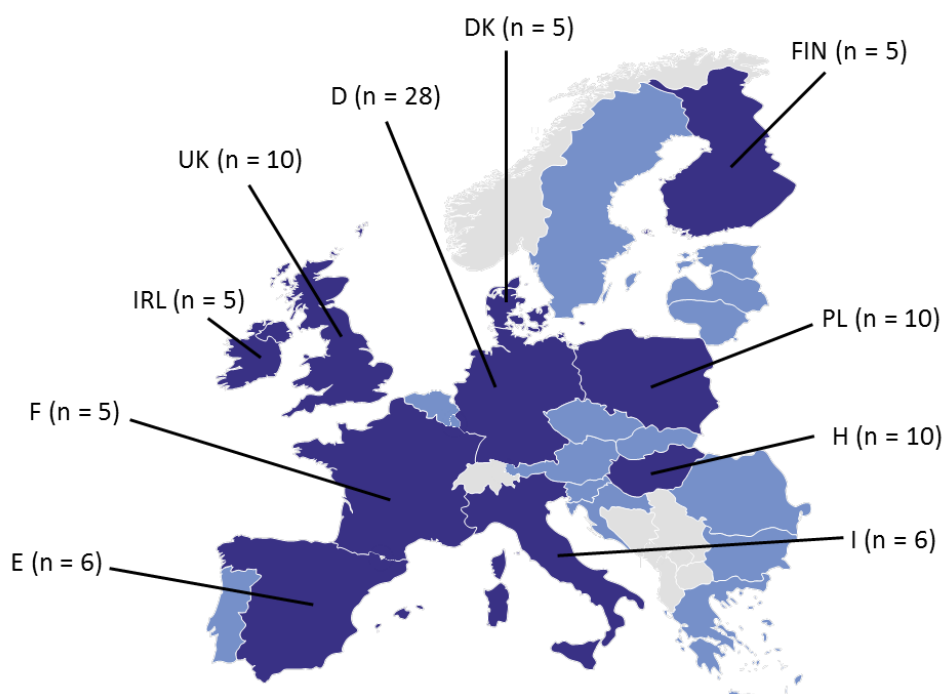 DK (n = 5)
FIN (n = 5)
D (n = 28)
UK (n = 10)
IRL (n = 5)
PL (n = 10)
F (n = 5)
H (n = 10)
I (n = 6)
E (n = 6)